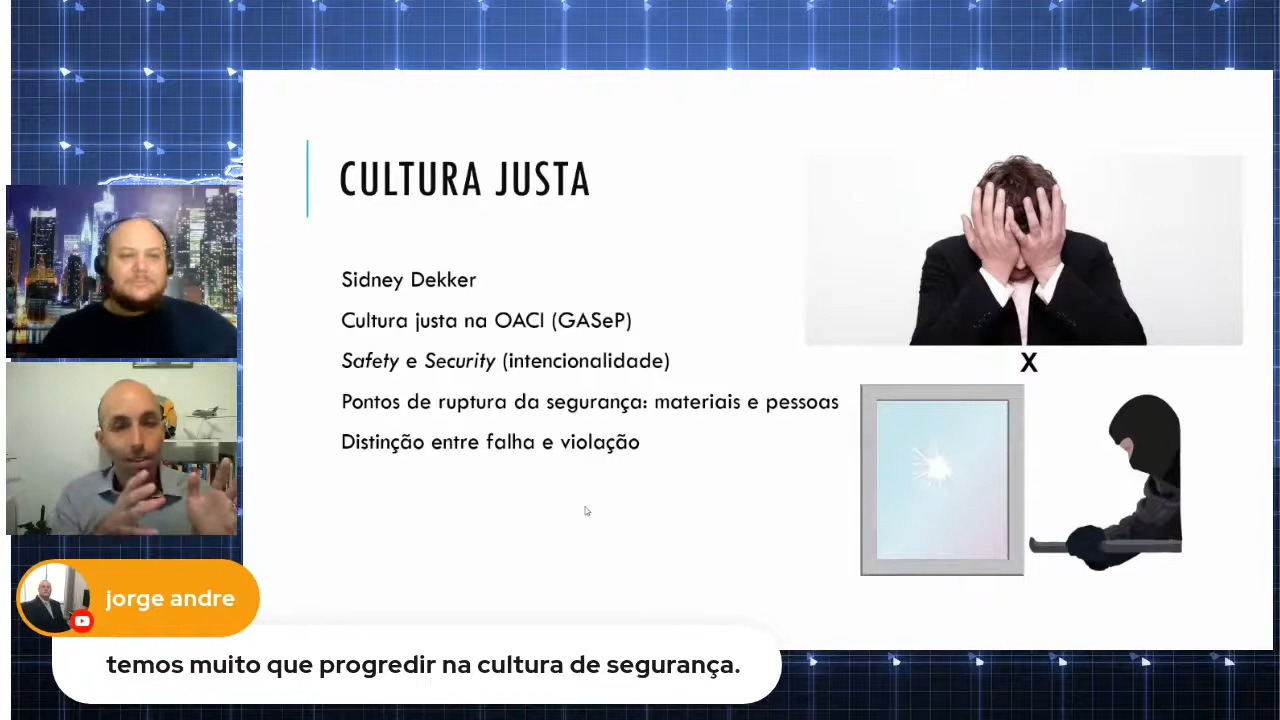 CULTURA JUSTA
Sidney Dekker
Cultura justa na OACI (GASeP)
Safety e Security (intencionalidade)
Pontos de ruptura da segurança: materiais e pessoas
Distinção entre falha e violação
X
jorge andre
temos muito que progredir na cultura de segurança.